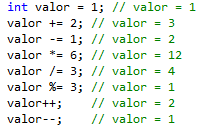 int valor = 1; // valor = 1
valor += 2; // valor = 3
valor -= 1; // valor = 2
valor *= 6; // valor = 12
valor /= 3; // valor = 4
valor %= 3; // valor = 1
valor++;    // valor = 2
valor--;    // valor = 1